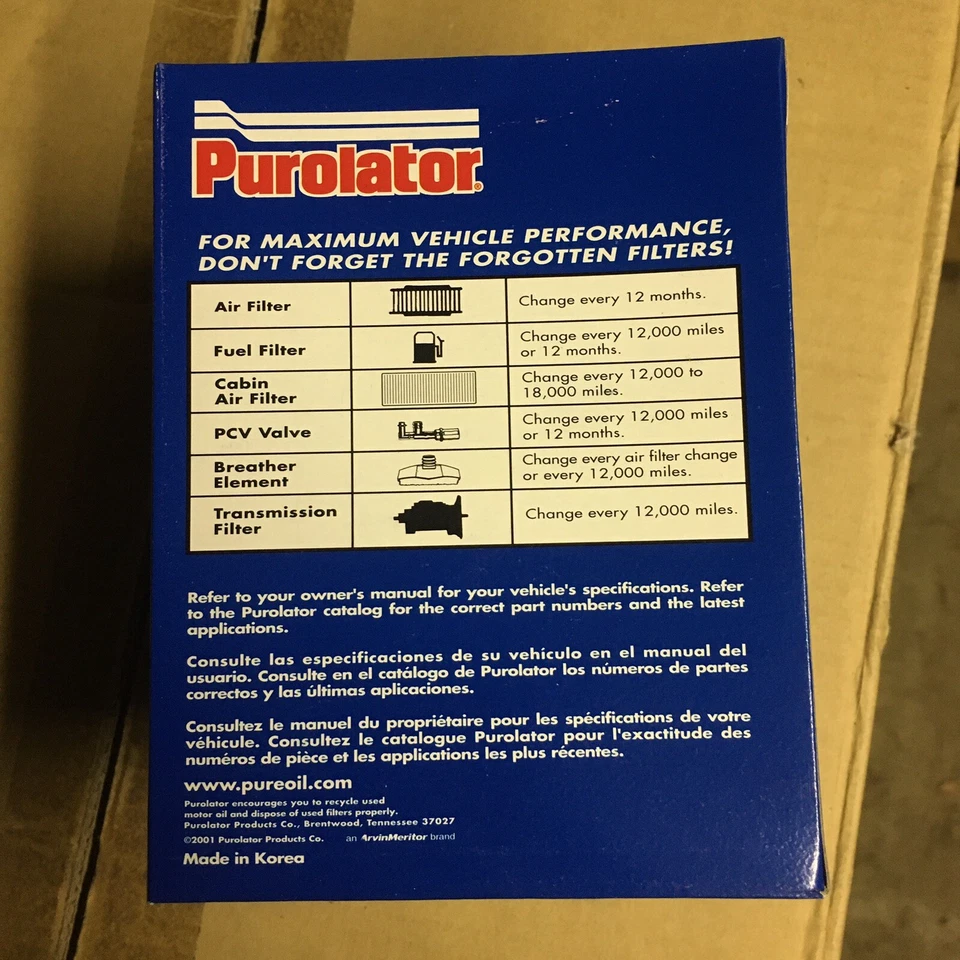 Purolator®
FOR MAXIMUM VEHICLE PERFORMANCE,
DON'T FORGET THE FORGOTTEN FILTERS!
Air Filter
Change every 12 months.
Fuel Filter
Change every 12,000 miles
or 12 months.
Cabin
Air Filter
Change every 12,000 to
18,000 miles.
PCV Valve
Change every 12,000 miles
or 12 months.
Breather
Element
Change every air filter change
or every 12,000 miles.
Transmission
Filter
Change every 12,000 miles.
Refer to your owner's manual for your vehicle's specifications. Refer
to the Purolator catalog for the correct part numbers and the latest
applications.
Consulte las especificaciones de su vehículo en el manual del
usuario. Consulte en el catálogo de Purolator los números de partes
correctos y las últimas aplicaciones.
Consultez le manuel du propriétaire pour les spécifications de votre
véhicule. Consultez le catalogue Purolator pour l'exactitude des
numéros de pièce et les applications les plus récentes.
www.pureoil.com
Purolator encourages you to recycle used
motor oil and dispose of used filters properly.
Purolator Products Co., Brentwood, Tennessee 37027
©2001 Purolator Products Co. an ArvinMeritor brand
Made in Korea